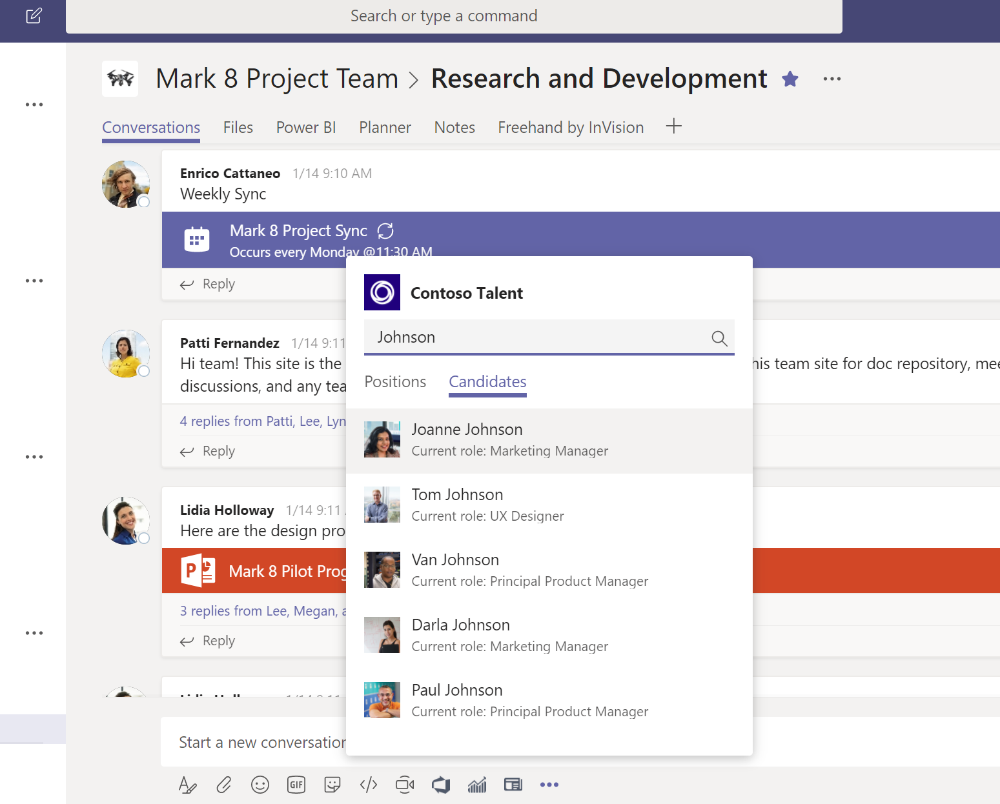 Search or type a command
Mark 8 Project Team > Research and Development
Conversations Files Power BI Planner Notes Freehand by InVision
Enrico Cattaneo 1/14 9:10 AM
Weekly Sync
Mark 8 Project Sync
Occurs every Monday @11:30 AM
Reply
Contoso Talent
Johnson
Positions Candidates
Joanne Johnson
Current role: Marketing Manager
Tom Johnson
Current role: UX Designer
Van Johnson
Current role: Principal Product Manager
Darla Johnson
Current role: Marketing Manager
Paul Johnson
Current role: Principal Product Manager
Patti Fernandez 1/14 9:11
Hi team! This site is the his team site for doc repository, mee
discussions, and any tea
4 replies from Patti, Lee, Lyn
Reply
Lidia Holloway 1/14 9:11
Here are the design pro
P Mark 8 Pilot Prog
3 replies from Lee, Megan, a
Reply
Start a new conversation
GIF